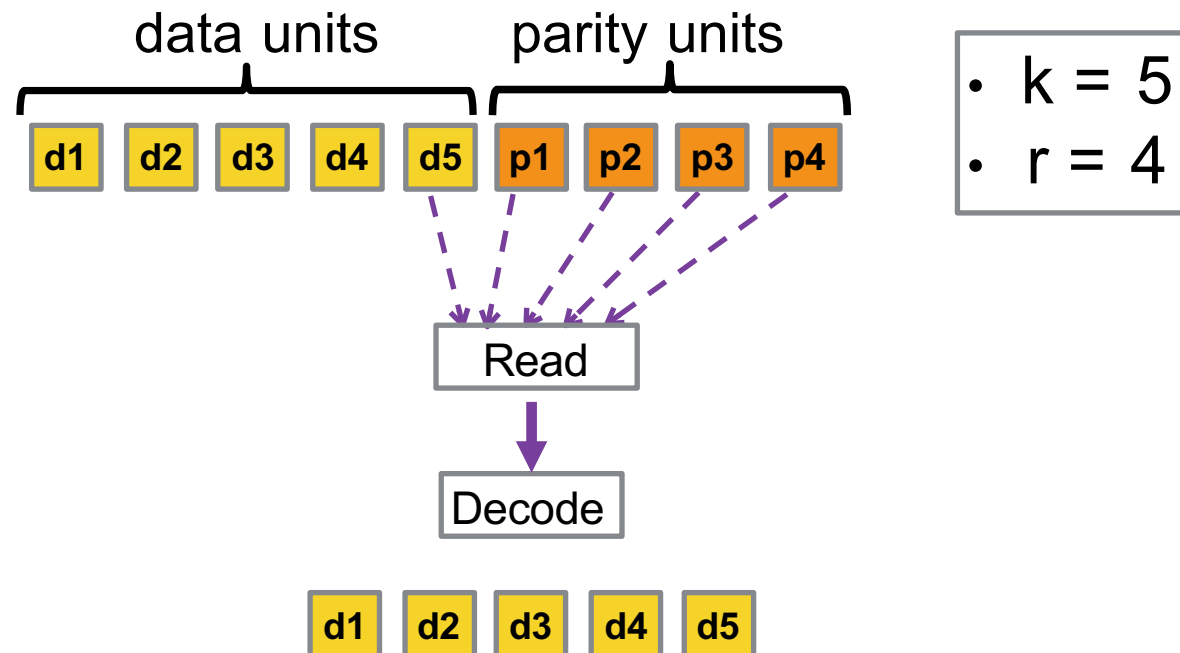 data units parity units
d1 d2 d3 d4 d5 p1 p2 p3 p4
• k = 5
• r = 4
Read
Decode
d1 d2 d3 d4 d5